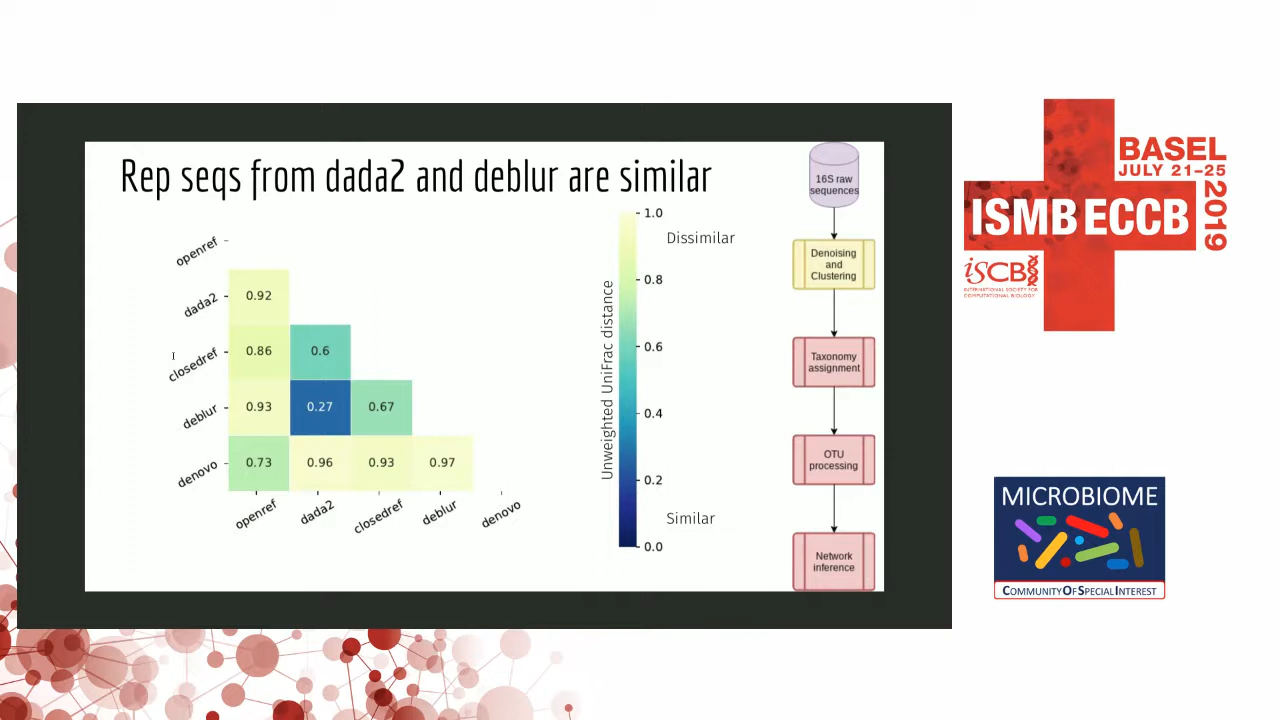 Rep seqs from dada2 and deblur are similar
openref
dada2
closedref
deblur
denovo
0.92
0.86 0.6
0.93 0.27 0.67
0.73 0.96 0.93 0.97
openref dada2 closedref deblur denovo
Unweighted UniFrac distance
1.0
Dissimilar
0.8
0.6
0.4
0.2
Similar
0.0
16S raw
sequences
Denoising
and
Clustering
Taxonomy
assignment
OTU
processing
Network
inference
BASEL
JULY 21–25
2019
ISMB ECCB
iSCB
INTERNATIONAL SOCIETY FOR
COMPUTATIONAL BIOLOGY
MICROBIOME
COMMUNITY OF SPECIAL INTEREST